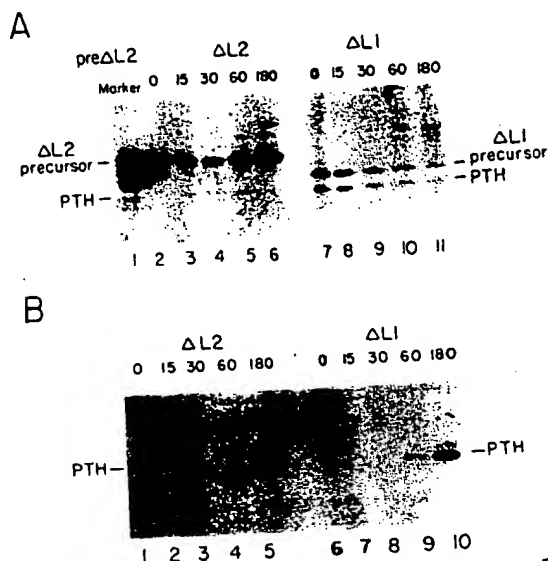 A
preΔL2 ΔL2 ΔL1
Marker 0 15 30 60 180 0 15 30 60 180
ΔL2 precursor
PTH
ΔL1 precursor
PTH
1 2 3 4 5 6 7 8 9 10 11
B
ΔL2 ΔL1
0 15 30 60 180 0 15 30 60 180
PTH
PTH
1 2 3 4 5 6 7 8 9 10